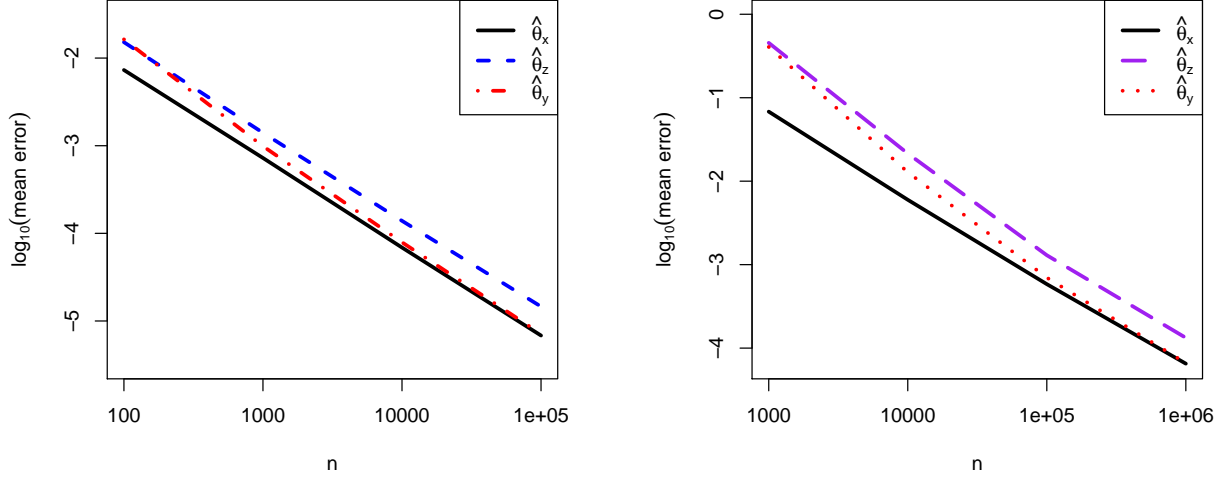 θ̂x
θ̂z
θ̂y
log10(mean error)
-2
-3
-4
-5
100
1000
10000
1e+05
n
θ̂x
θ̂z
θ̂y
log10(mean error)
0
-1
-2
-3
-4
1000
10000
1e+05
1e+06
n